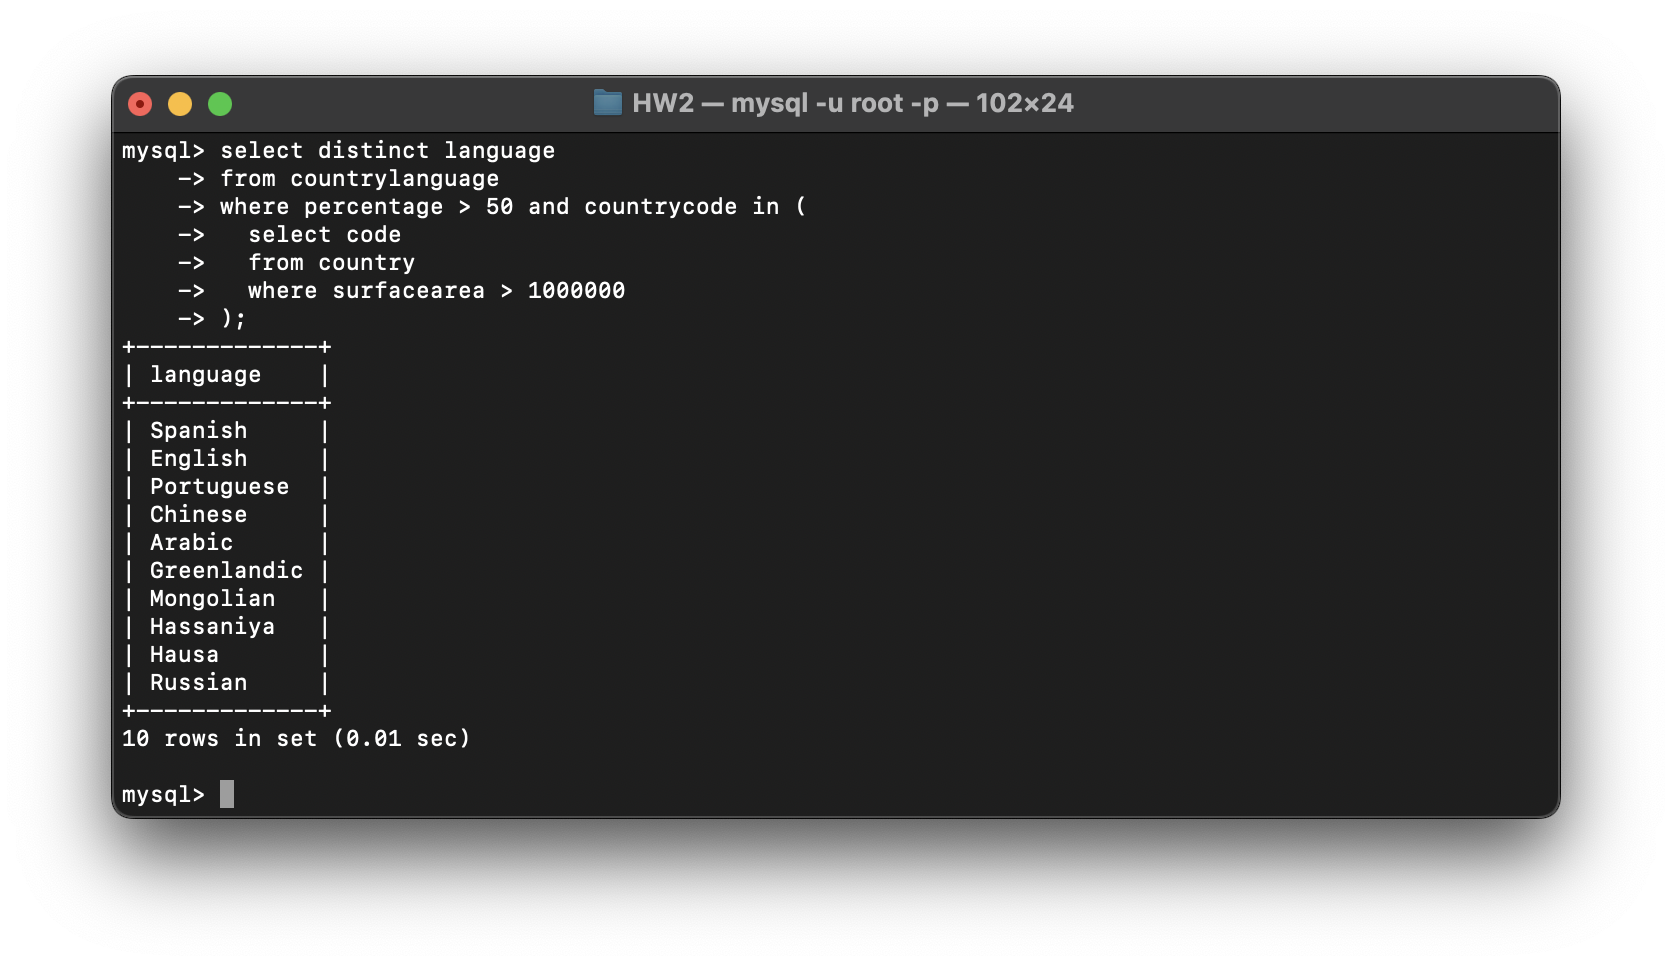 HW2 — mysql -u root -p — 102×24
mysql> select distinct language
    -> from countrylanguage
    -> where percentage > 50 and countrycode in (
    ->   select code
    ->   from country
    ->   where surfacearea > 1000000
    -> );
+-------------+
| language    |
+-------------+
| Spanish     |
| English     |
| Portuguese  |
| Chinese     |
| Arabic      |
| Greenlandic |
| Mongolian   |
| Hassaniya   |
| Hausa       |
| Russian     |
+-------------+
10 rows in set (0.01 sec)
mysql>